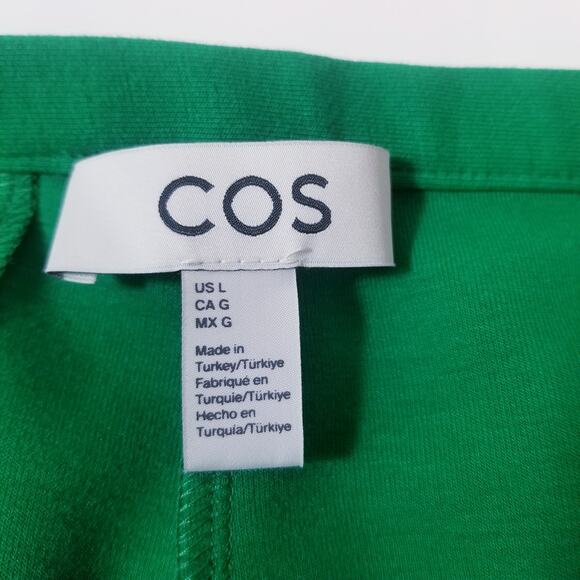 COS
US L
CA G
MX G
Made in
Turkey/Türkiye
Fabriqué en
Turquie/Türkiye
Hecho en
Turquía/Türkiye